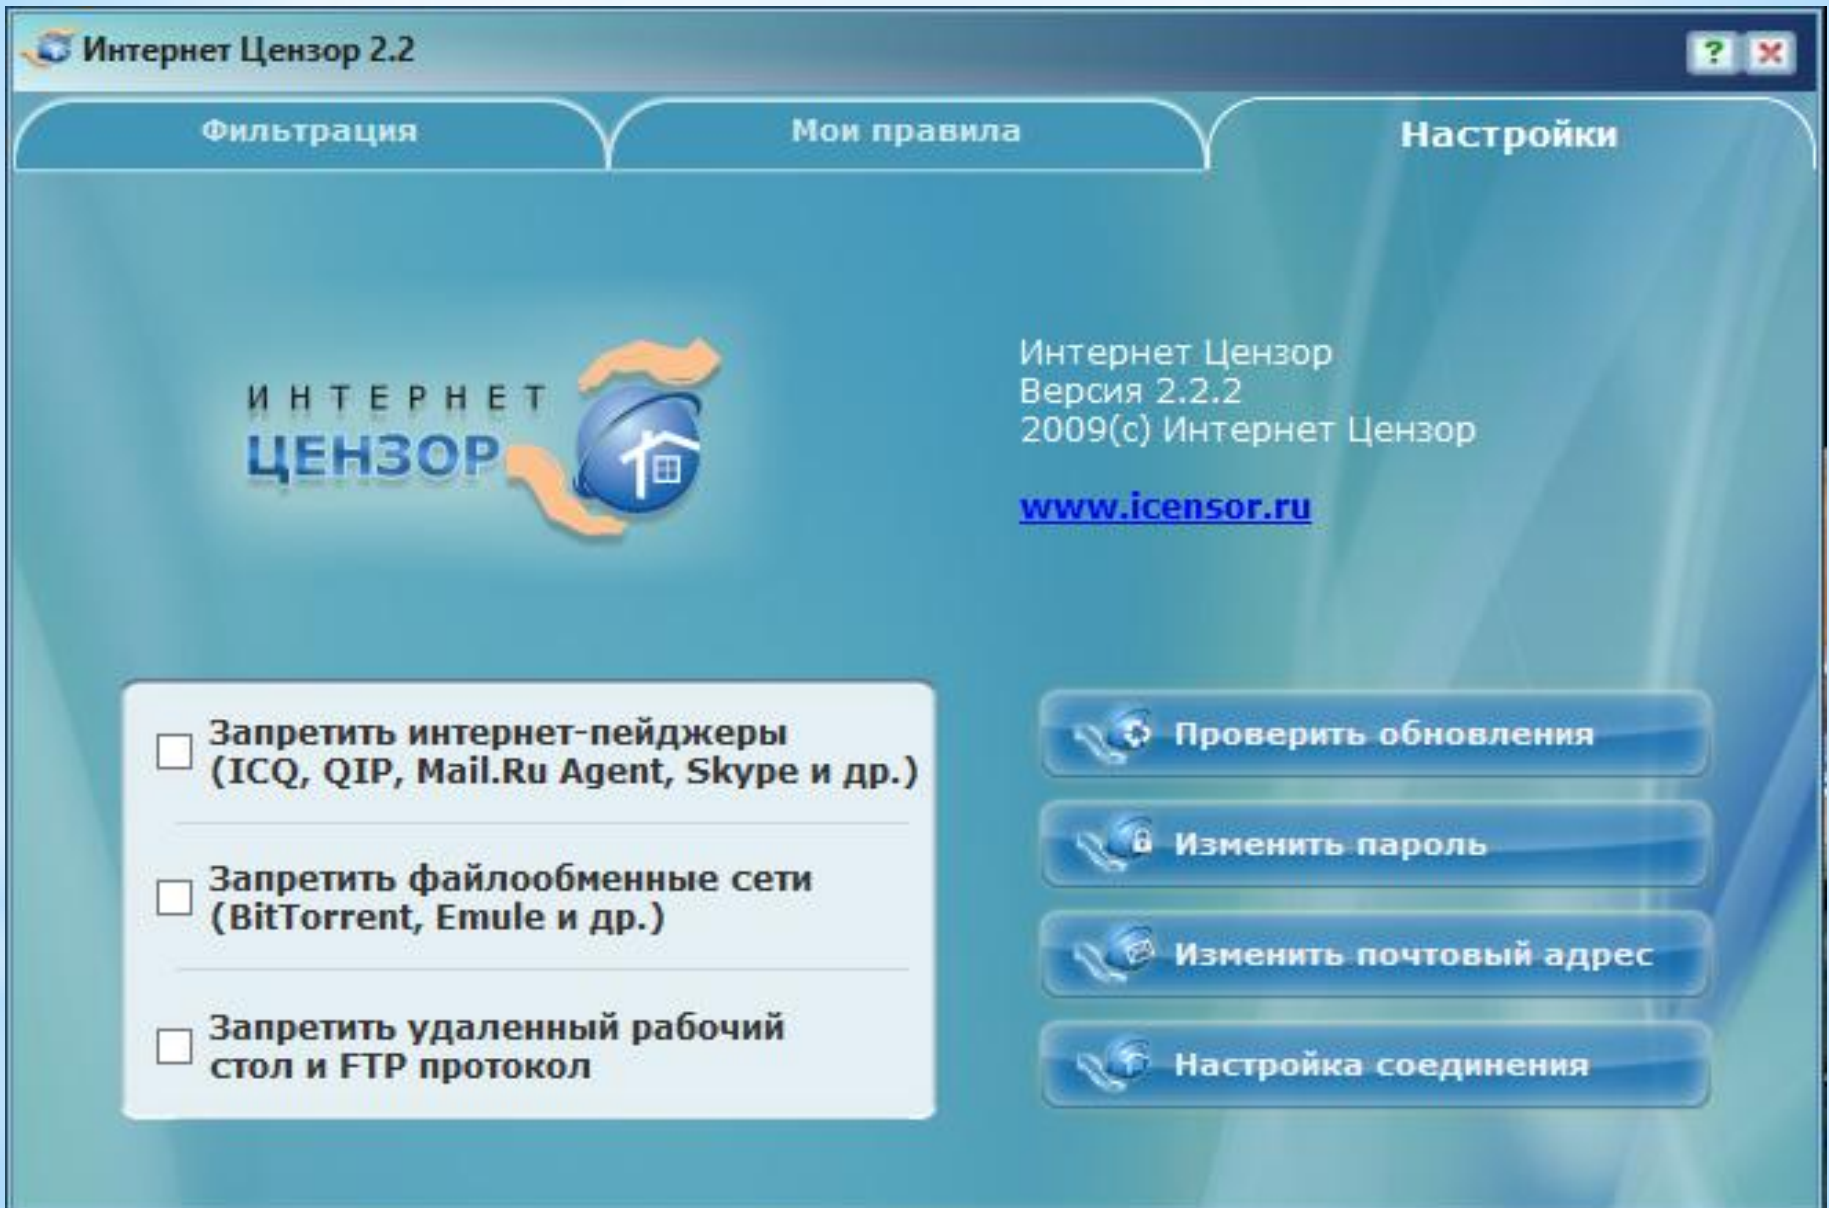 Интернет Цензор 2.2
?
Фильтрация
Мои правила
Настройки
ИНТЕРНЕТ
ЦЕНЗОР
Интернет Цензор
Версия 2.2.2
2009(c) Интернет Цензор
www.icensor.ru
Запретить интернет-пейджеры
(ICQ, QIP, Mail.Ru Agent, Skype и др.)
Запретить файлообменные сети
(BitTorrent, Emule и др.)
Запретить удаленный рабочий
стол и FTP протокол
Проверить обновления
Изменить пароль
Изменить почтовый адрес
Настройка соединения